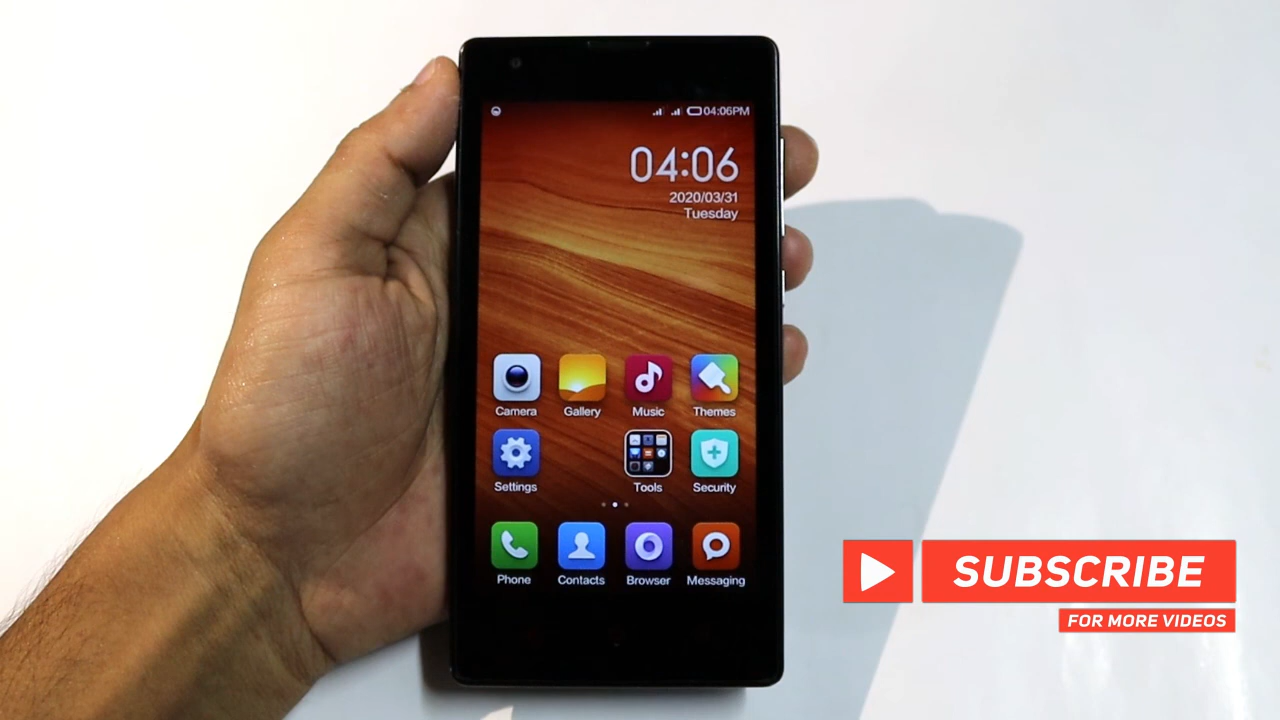 04:06PM
04:06
2020/03/31
Tuesday
Camera Gallery Music Themes
Settings Tools Security
Phone Contacts Browser Messaging
SUBSCRIBE
FOR MORE VIDEOS